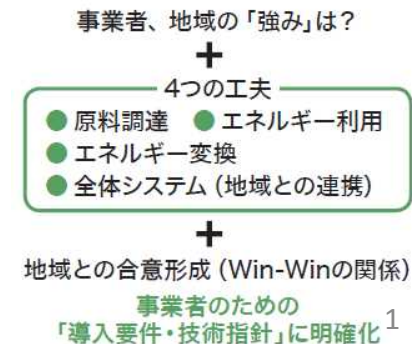 事業者、地域の「強み」は？
+
4つの工夫
● 原料調達 ● エネルギー利用
● エネルギー変換
● 全体システム（地域との連携）
+
地域との合意形成（Win-Winの関係）
事業者のための
「導入要件・技術指針」に明確化
1